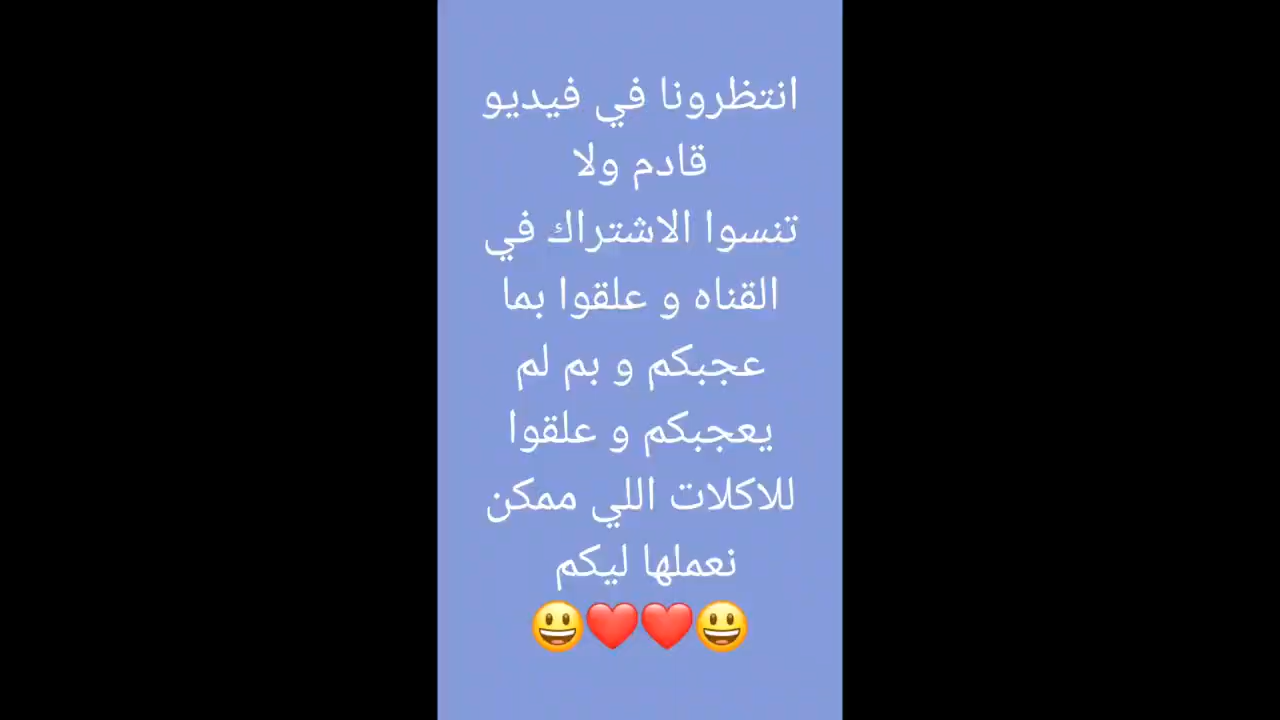 انتظرونا في فيديو
قادم ولا
تنسوا الاشتراك في
القناه و علقوا بما
عجبكم و بم لم
يعجبكم و علقوا
للاكلات اللي ممكن
نعملها ليكم
😃❤️❤️😃